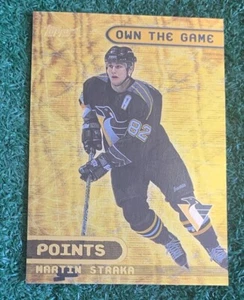 OWN THE GAME
A
82
POINTS
MARTIN STRAKA